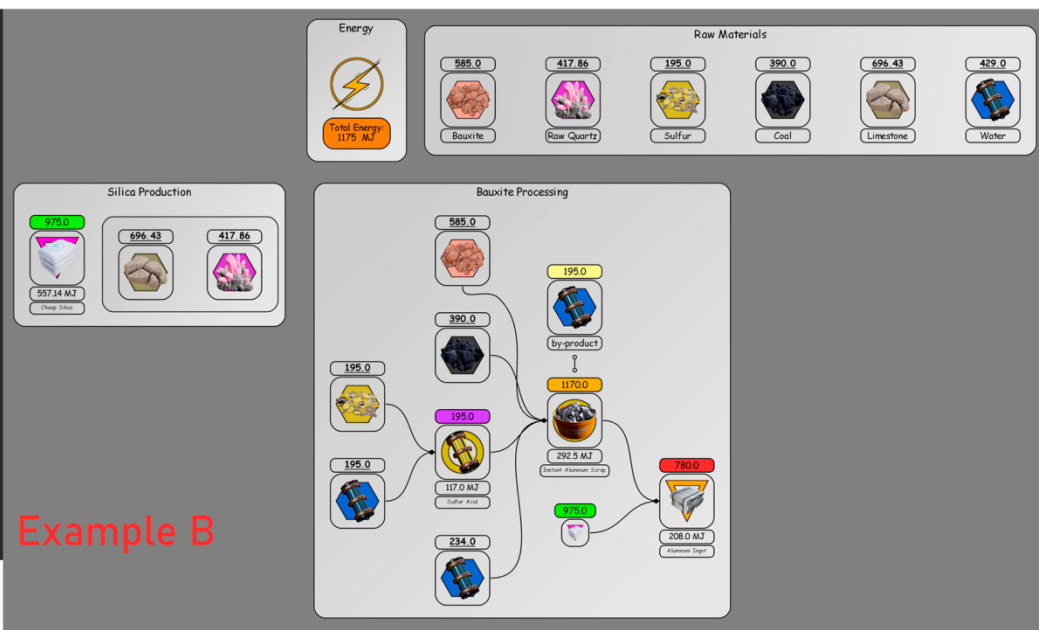 Energy
Total Energy:
1175 MJ
Raw Materials
585.0
417.86
195.0
390.0
696.43
429.0
Bauxite
Raw Quartz
Sulfur
Coal
Limestone
Water
Silica Production
975.0
696.43
417.86
557.14 MJ
Cheap Silica
Bauxite Processing
585.0
195.0
by-product
390.0
195.0
1170.0
195.0
292.5 MJ
Instant Aluminum Scrap
195.0
117.0 MJ
Sulfur Acid
780.0
975.0
208.0 MJ
Aluminum Ingot
234.0
Example B